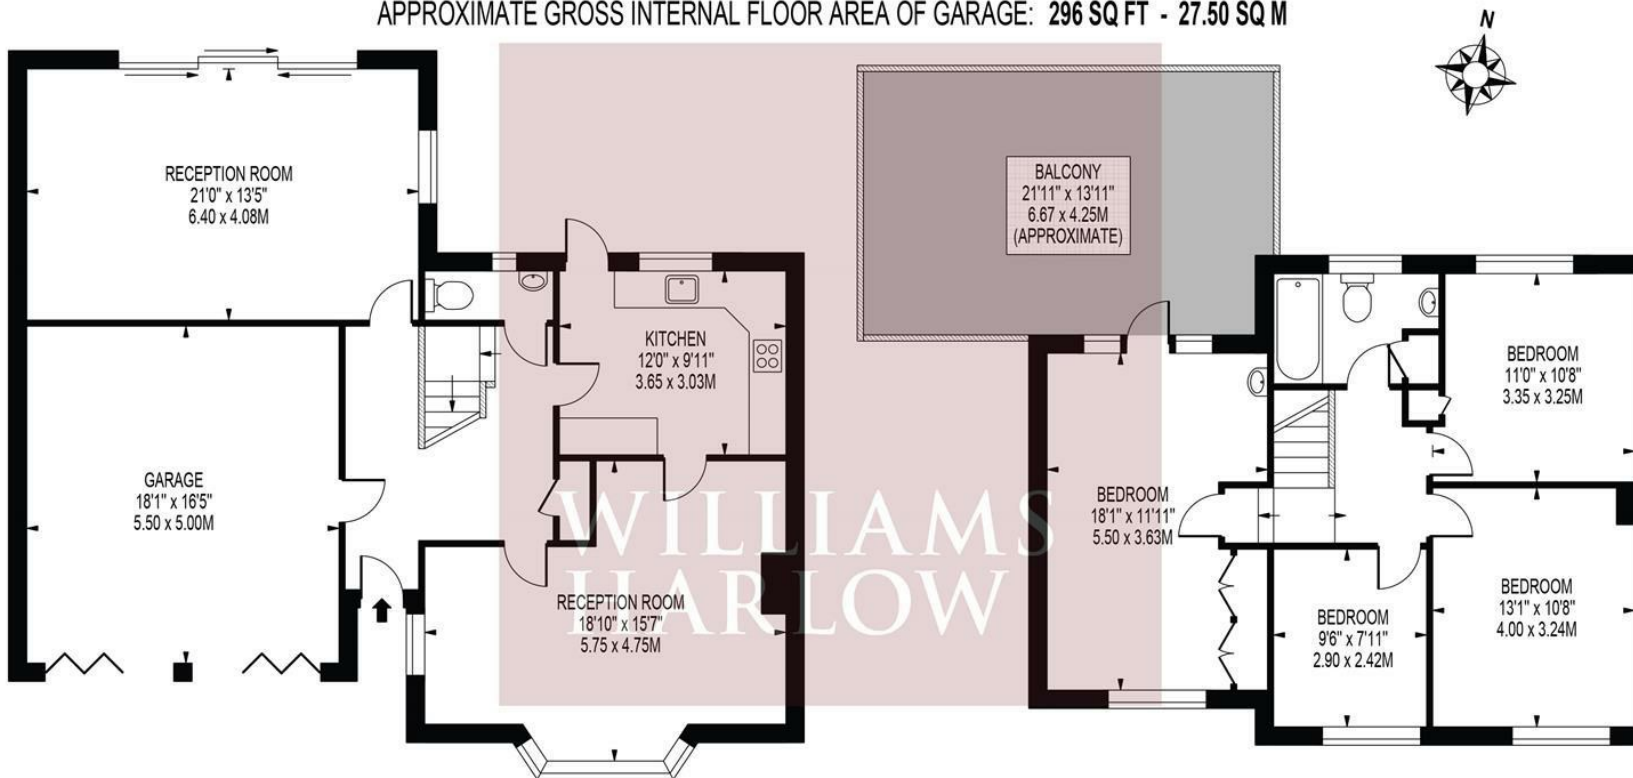 APPROXIMATE GROSS INTERNAL FLOOR AREA OF GARAGE: 296 SQ FT - 27.50 SQ M
N
RECEPTION ROOM
21'0" x 13'5"
6.40 x 4.08M
BALCONY
21'11" x 13'11"
6.67 x 4.25M
(APPROXIMATE)
KITCHEN
12'0" x 9'11"
3.65 x 3.03M
BEDROOM
11'0" x 10'8"
3.35 x 3.25M
GARAGE
18'1" x 16'5"
5.50 x 5.00M
BEDROOM
18'1" x 11'11"
5.50 x 3.63M
WILLIAMS
HARLOW
RECEPTION ROOM
18'10" x 15'7"
5.75 x 4.75M
BEDROOM
9'6" x 7'11"
2.90 x 2.42M
BEDROOM
13'1" x 10'8"
4.00 x 3.24M